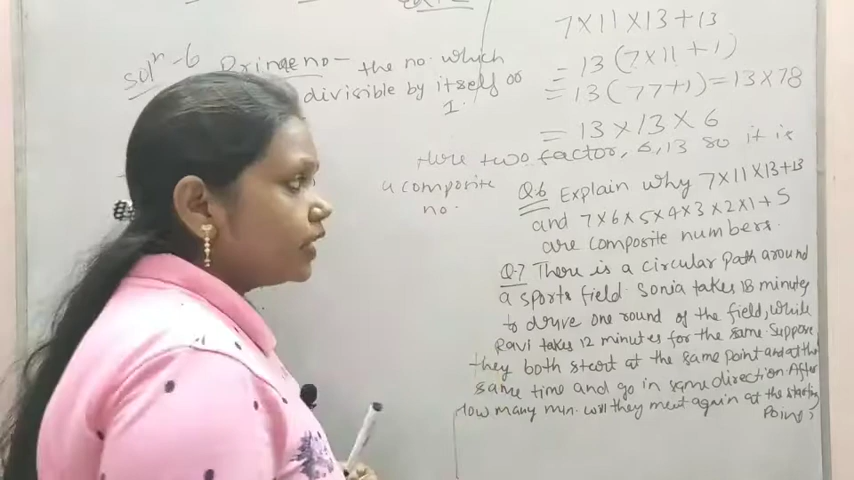 solⁿ-6 Prime no- the no. which
divisible by itself or
1.
7×11×13+13
= 13(7×11+1)
= 13(77+1)=13×78
= 13×13×6
Here two factor, 6,13 so it is
a composite
no.
Q.6 Explain why 7×11×13+13
and 7×6×5×4×3×2×1+5
are composite numbers.
Q.7 There is a circular path around
a sports field. Sonia takes 18 minutes
to drive one round of the field, while
Ravi takes 12 minutes for the same. Suppose
they both start at the same point and at the
same time and go in same direction. After
How many min. will they meet again at the starting
Point?